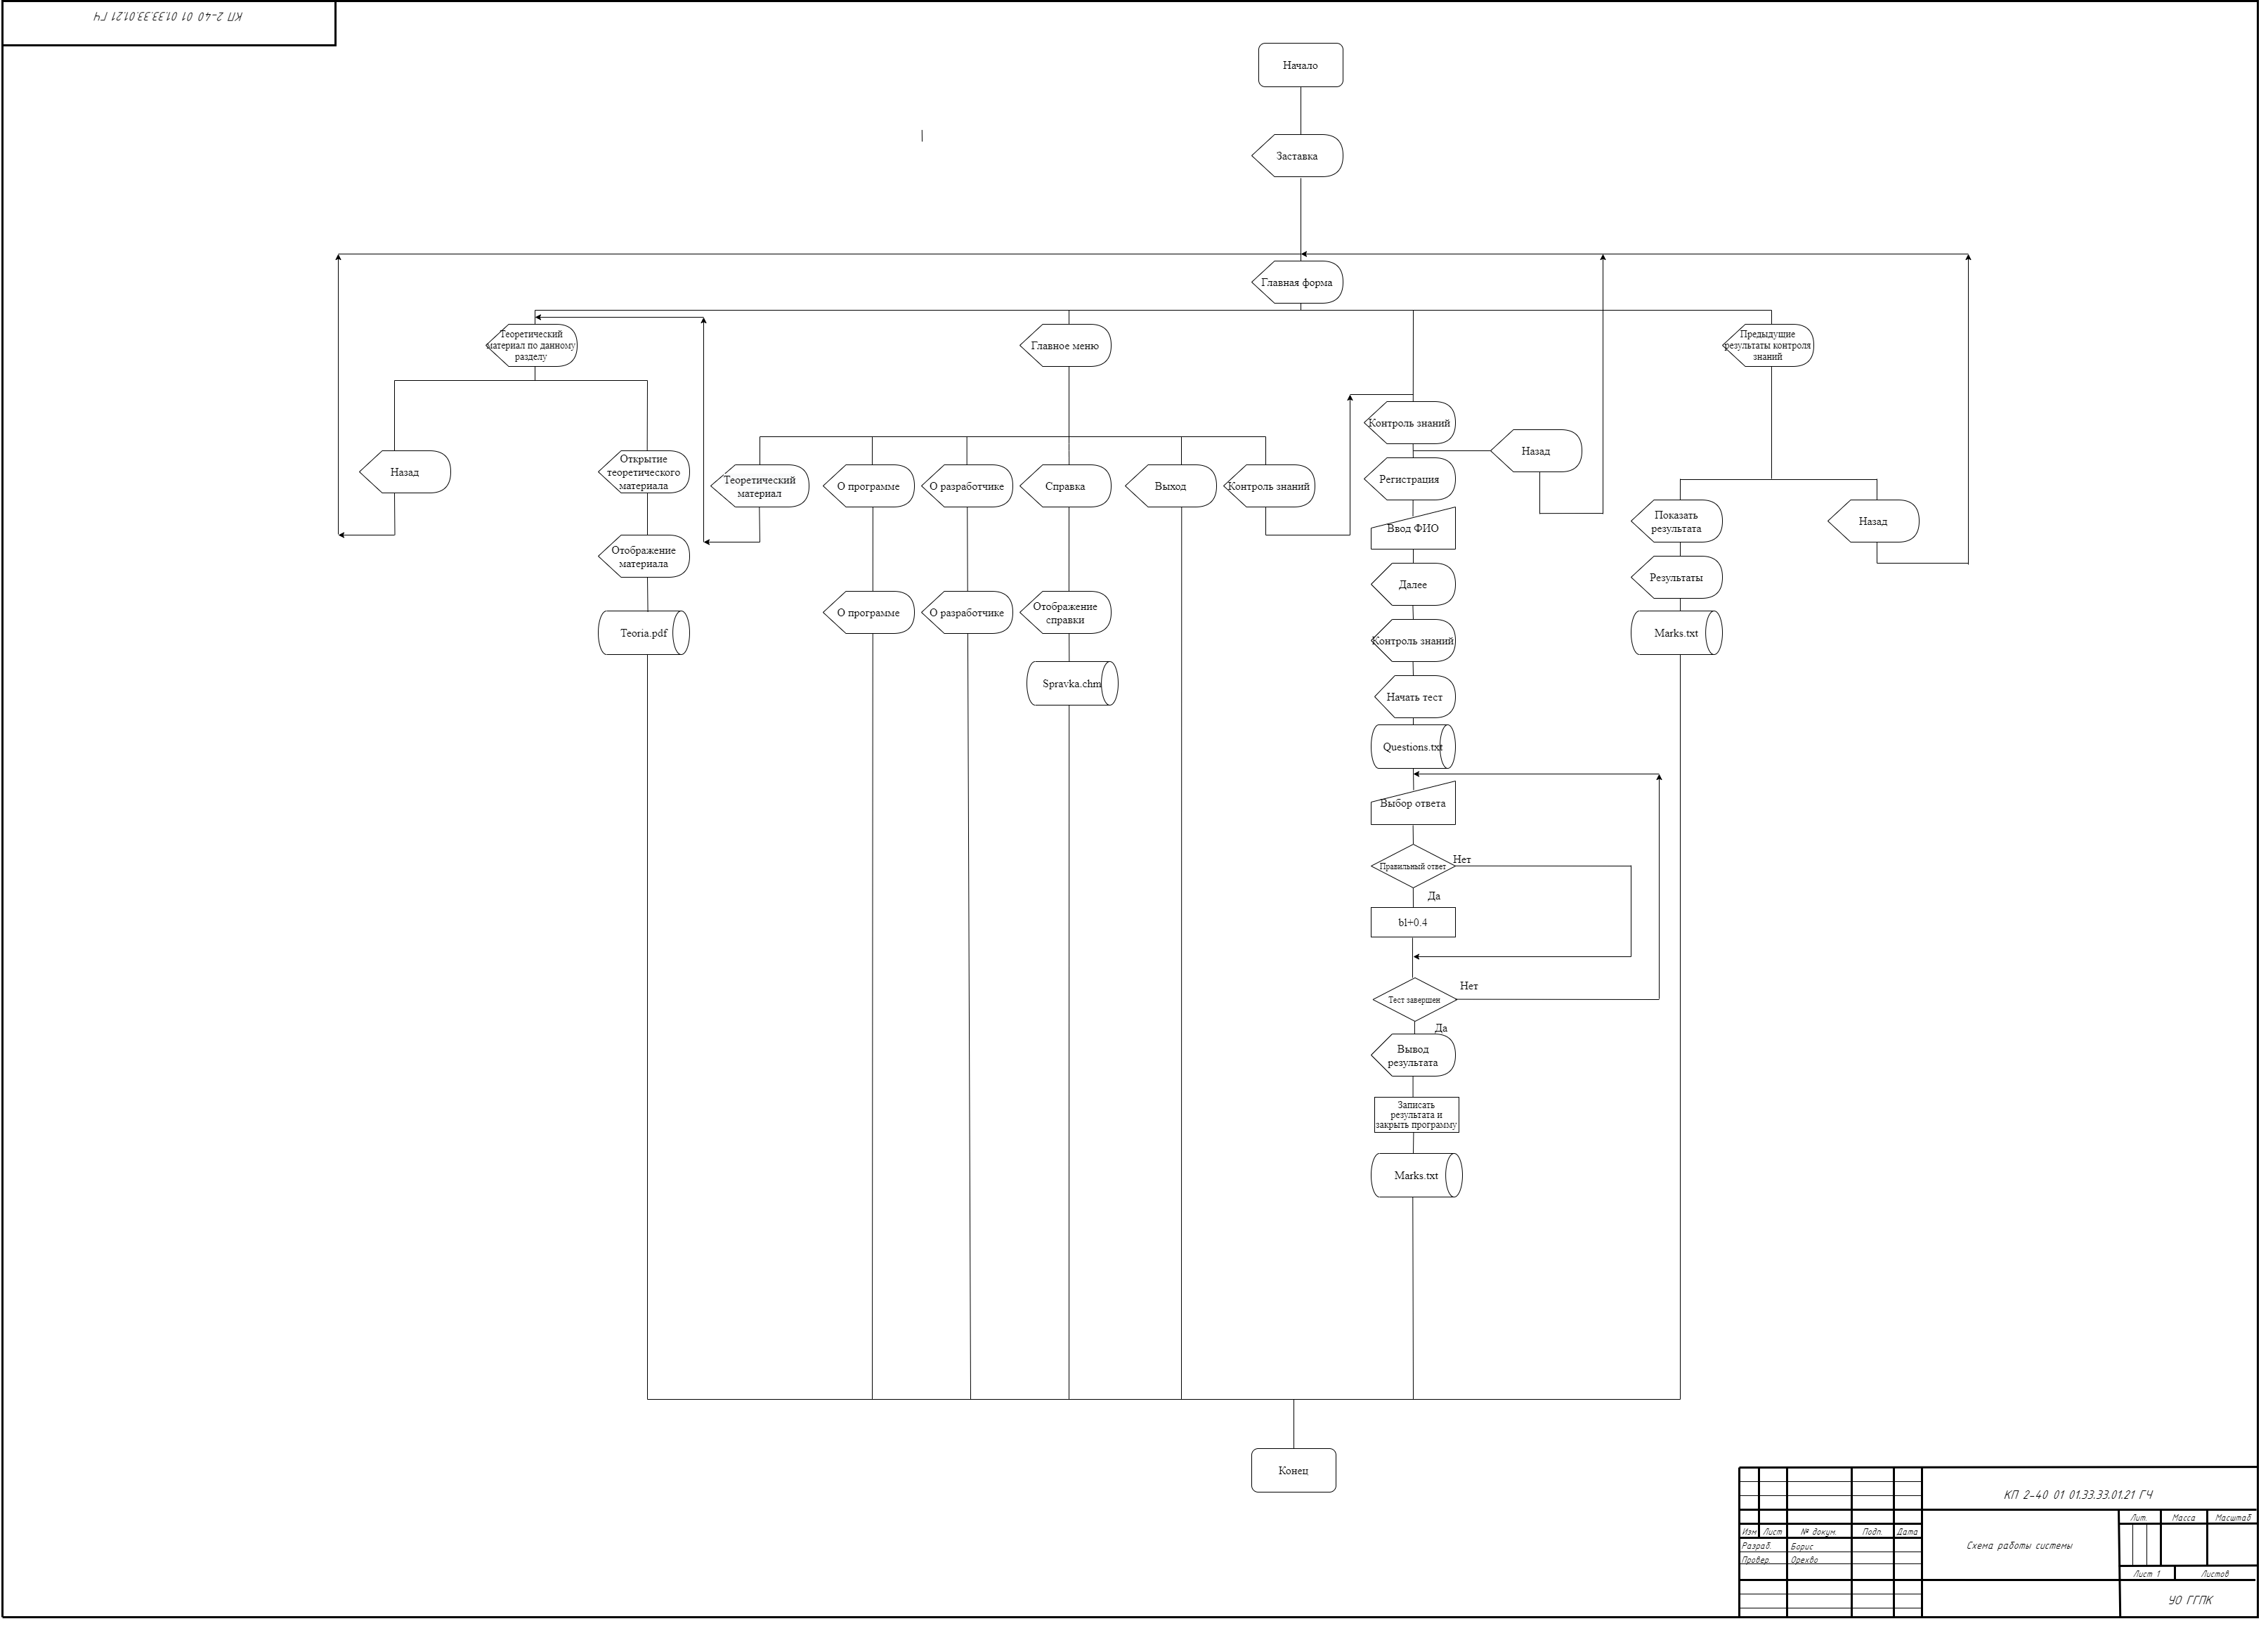 КП 2-40 01 01.33.33.01.21 ГЧ
Начало
Заставка
Главная форма
Теоретический
материал по данному
разделу
Главное меню
Предыдущие
результаты контроля
знаний
Контроль знаний
Назад
Назад
Открытие
теоретического
материала
Теоретический
материал
О программе
О разработчике
Справка
Выход
Контроль знаний
Регистрация
Показать
результата
Назад
Ввод ФИО
Отображение
материала
Далее
Результаты
О программе
О разработчике
Отображение
справки
Teoria.pdf
Контроль знаний
Marks.txt
Spravka.chm
Начать тест
Questions.txt
Выбор ответа
Правильный ответ
Нет
Да
bl+0.4
Тест завершен
Нет
Да
Вывод
результата
Записать
результата и
закрыть программу
Marks.txt
Конец
КП 2-40 01 01.33.33.01.21 ГЧ
Лит. Масса Масштаб
Изм Лист № докум. Подп. Дата
Разраб. Борис
Схема работы системы
Провер. Орехво
Лист 1 Листов
УО ГГПК